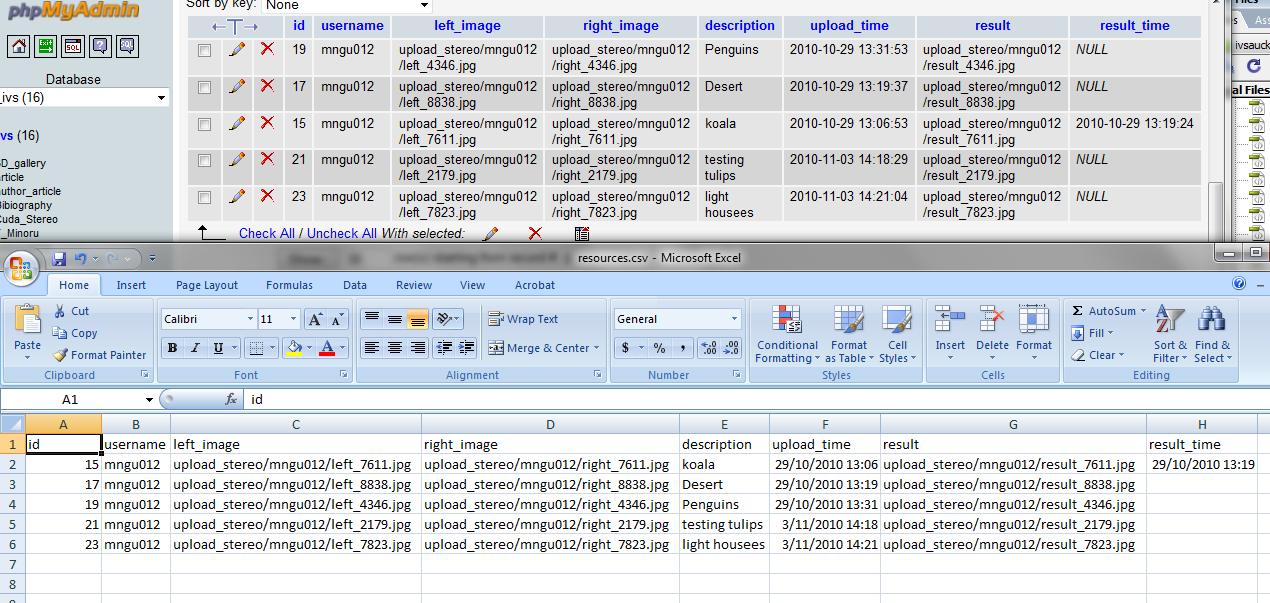 phpMyAdmin
Sort by key: None
Database
_ivs (16)
vs (16)
D_gallery
rticle
uthor_article
ibiography
uda_Stereo
_Minoru
id username left_image right_image description upload_time result result_time
19 mngu012 upload_stereo/mngu012 upload_stereo/mngu012 Penguins 2010-10-29 13:31:53 upload_stereo/mngu012 NULL
/left_4346.jpg /right_4346.jpg /result_4346.jpg
17 mngu012 upload_stereo/mngu012 upload_stereo/mngu012 Desert 2010-10-29 13:19:37 upload_stereo/mngu012 NULL
/left_8838.jpg /right_8838.jpg /result_8838.jpg
15 mngu012 upload_stereo/mngu012 upload_stereo/mngu012 koala 2010-10-29 13:06:53 upload_stereo/mngu012 2010-10-29 13:19:24
/left_7611.jpg /right_7611.jpg /result_7611.jpg
21 mngu012 upload_stereo/mngu012 upload_stereo/mngu012 testing 2010-11-03 14:18:29 upload_stereo/mngu012 NULL
/left_2179.jpg /right_2179.jpg tulips /result_2179.jpg
23 mngu012 upload_stereo/mngu012 upload_stereo/mngu012 light 2010-11-03 14:21:04 upload_stereo/mngu012 NULL
/left_7823.jpg /right_7823.jpg housees /result_7823.jpg
Check All / Uncheck All With selected:
Files
es As
ivsauck
al Files
resources.csv - Microsoft Excel
Home Insert Page Layout Formulas Data Review View Acrobat
Paste Cut Copy Format Painter
Clipboard
Calibri 11
B I U
Font
Wrap Text
Merge & Center
Alignment
General
$ % ,
Number
Conditional Formatting Format as Table Cell Styles
Styles
Insert Delete Format
Cells
Σ AutoSum Fill Clear Sort & Filter Find & Select
Editing
A1 fx id
A B C D E F G H
1 id username left_image right_image description upload_time result result_time
2 15 mngu012 upload_stereo/mngu012/left_7611.jpg upload_stereo/mngu012/right_7611.jpg koala 29/10/2010 13:06 upload_stereo/mngu012/result_7611.jpg 29/10/2010 13:19
3 17 mngu012 upload_stereo/mngu012/left_8838.jpg upload_stereo/mngu012/right_8838.jpg Desert 29/10/2010 13:19 upload_stereo/mngu012/result_8838.jpg
4 19 mngu012 upload_stereo/mngu012/left_4346.jpg upload_stereo/mngu012/right_4346.jpg Penguins 29/10/2010 13:31 upload_stereo/mngu012/result_4346.jpg
5 21 mngu012 upload_stereo/mngu012/left_2179.jpg upload_stereo/mngu012/right_2179.jpg testing tulips 3/11/2010 14:18 upload_stereo/mngu012/result_2179.jpg
6 23 mngu012 upload_stereo/mngu012/left_7823.jpg upload_stereo/mngu012/right_7823.jpg light housees 3/11/2010 14:21 upload_stereo/mngu012/result_7823.jpg
7
8